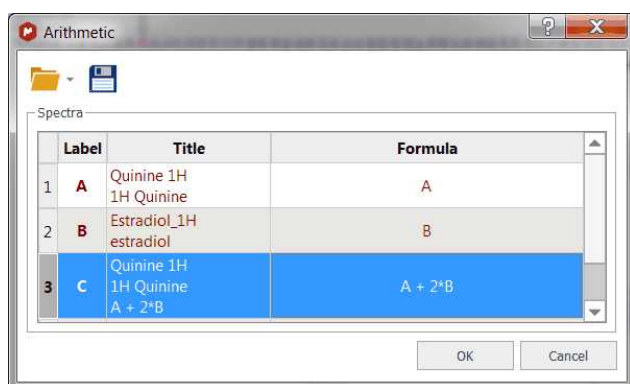 Arithmetic
Spectra
Label Title Formula
1 A Quinine 1H
1H Quinine A
2 B Estradiol_1H
estradiol B
3 C Quinine 1H
1H Quinine
A + 2*B A + 2*B
OK Cancel